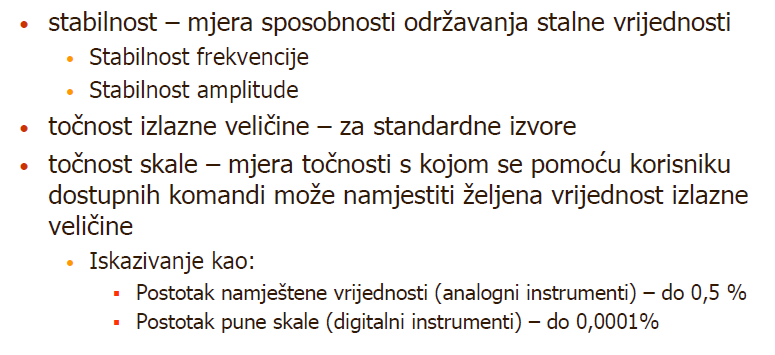 • stabilnost – mjera sposobnosti održavanja stalne vrijednosti
• Stabilnost frekvencije
• Stabilnost amplitude
• točnost izlazne veličine – za standardne izvore
• točnost skale – mjera točnosti s kojom se pomoću korisniku
dostupnih komandi može namjestiti željena vrijednost izlazne
veličine
• Iskazivanje kao:
▪ Postotak namještene vrijednosti (analogni instrumenti) – do 0,5 %
▪ Postotak pune skale (digitalni instrumenti) – do 0,0001%